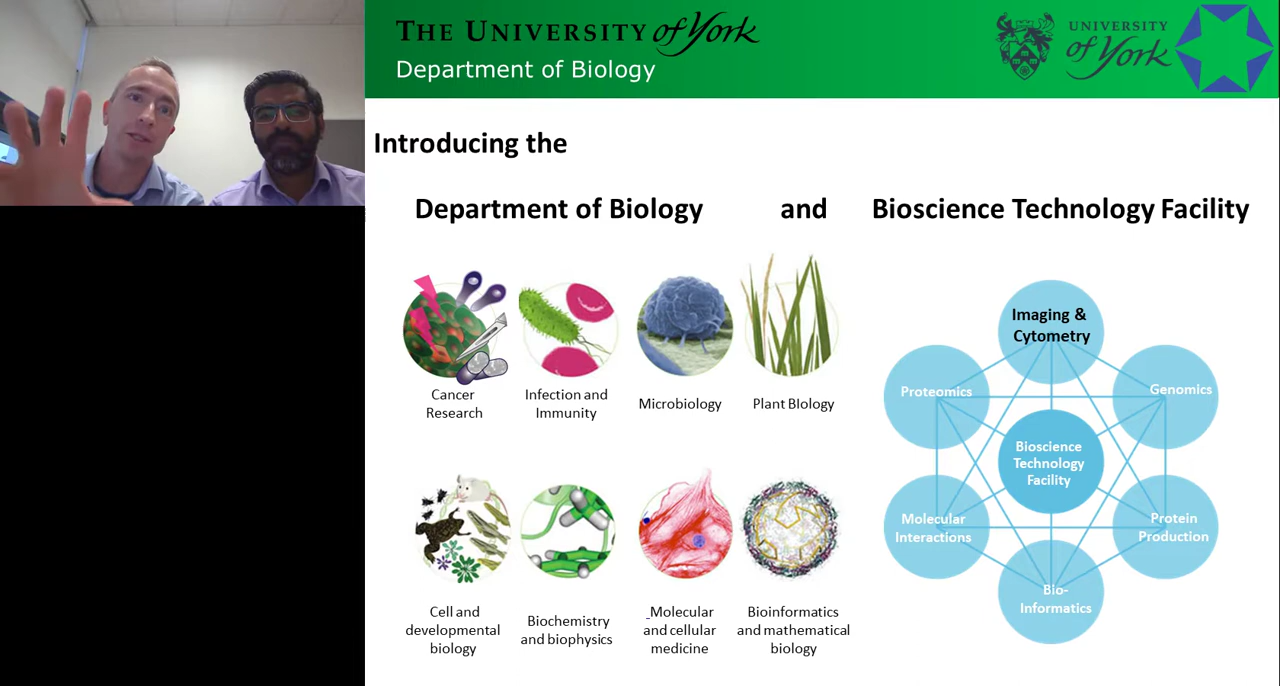 THE UNIVERSITY of York
Department of Biology
UNIVERSITY
of York
Introducing the
Department of Biology and Bioscience Technology Facility
Cancer
Research
Infection and
Immunity
Microbiology
Plant BIology
Cell and
developmental
biology
Biochemistry
and biophysics
Molecular
and cellular
medicine
Bioinformatics
and mathematical
biology
Imaging &
Cytometry
Proteomics
Genomics
Bioscience
Technology
Facility
Molecular
Interactions
Protein
Production
Bio-
Informatics